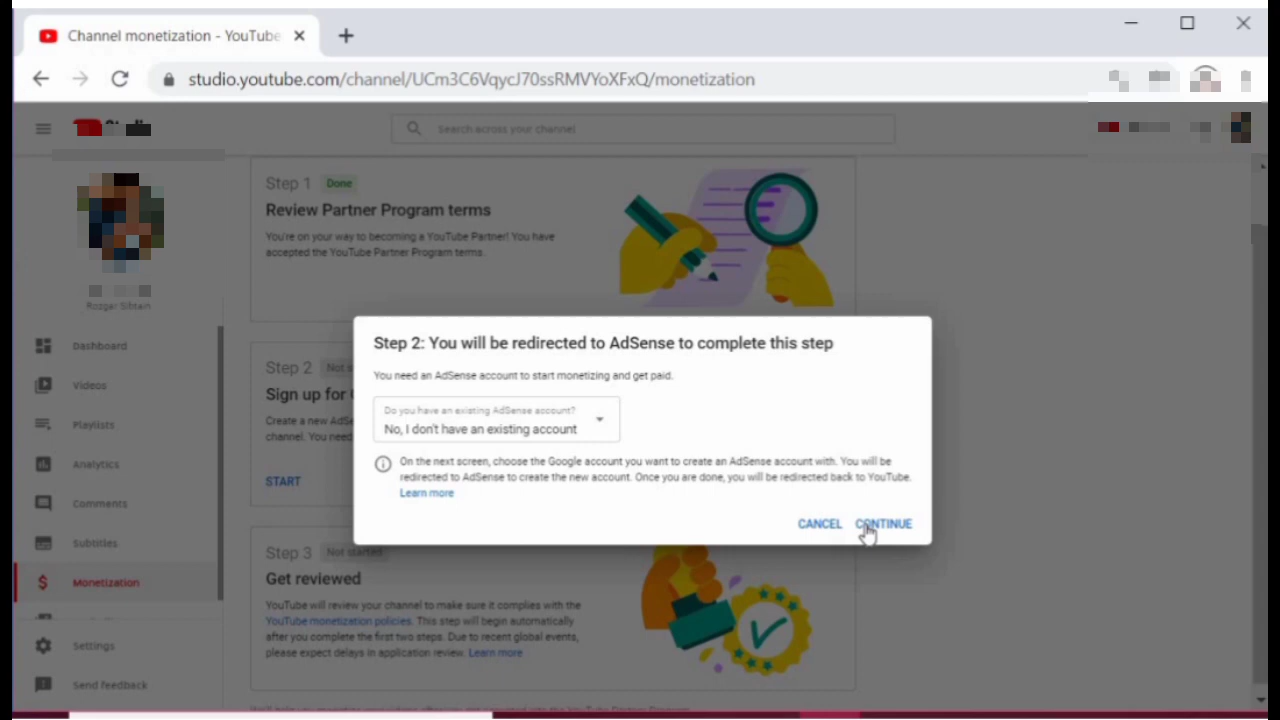 Channel monetization - YouTube
studio.youtube.com/channel/UCm3C6VqycJ70ssRMVYoXFxQ/monetization
Search across your channel
Rozgar Sibtain
Dashboard
Videos
Playlists
Analytics
Comments
Subtitles
Monetization
Settings
Send feedback
Step 1 Done
Review Partner Program terms
You're on your way to becoming a YouTube Partner! You have
accepted the YouTube Partner Program terms.
Step 2 Not s
Sign up for
Create a new AdSe
channel. You need
START
Step 2: You will be redirected to AdSense to complete this step
You need an AdSense account to start monetizing and get paid.
Do you have an existing AdSense account?
No, I don't have an existing account
On the next screen, choose the Google account you want to create an AdSense account with. You will be
redirected to AdSense to create the new account. Once you are done, you will be redirected back to YouTube.
Learn more
CANCEL CONTINUE
Step 3 Not started
Get reviewed
YouTube will review your channel to make sure it complies with the
YouTube monetization policies. This step will begin automatically
after you complete the first two steps. Due to recent global events,
please expect delays in application review. Learn more